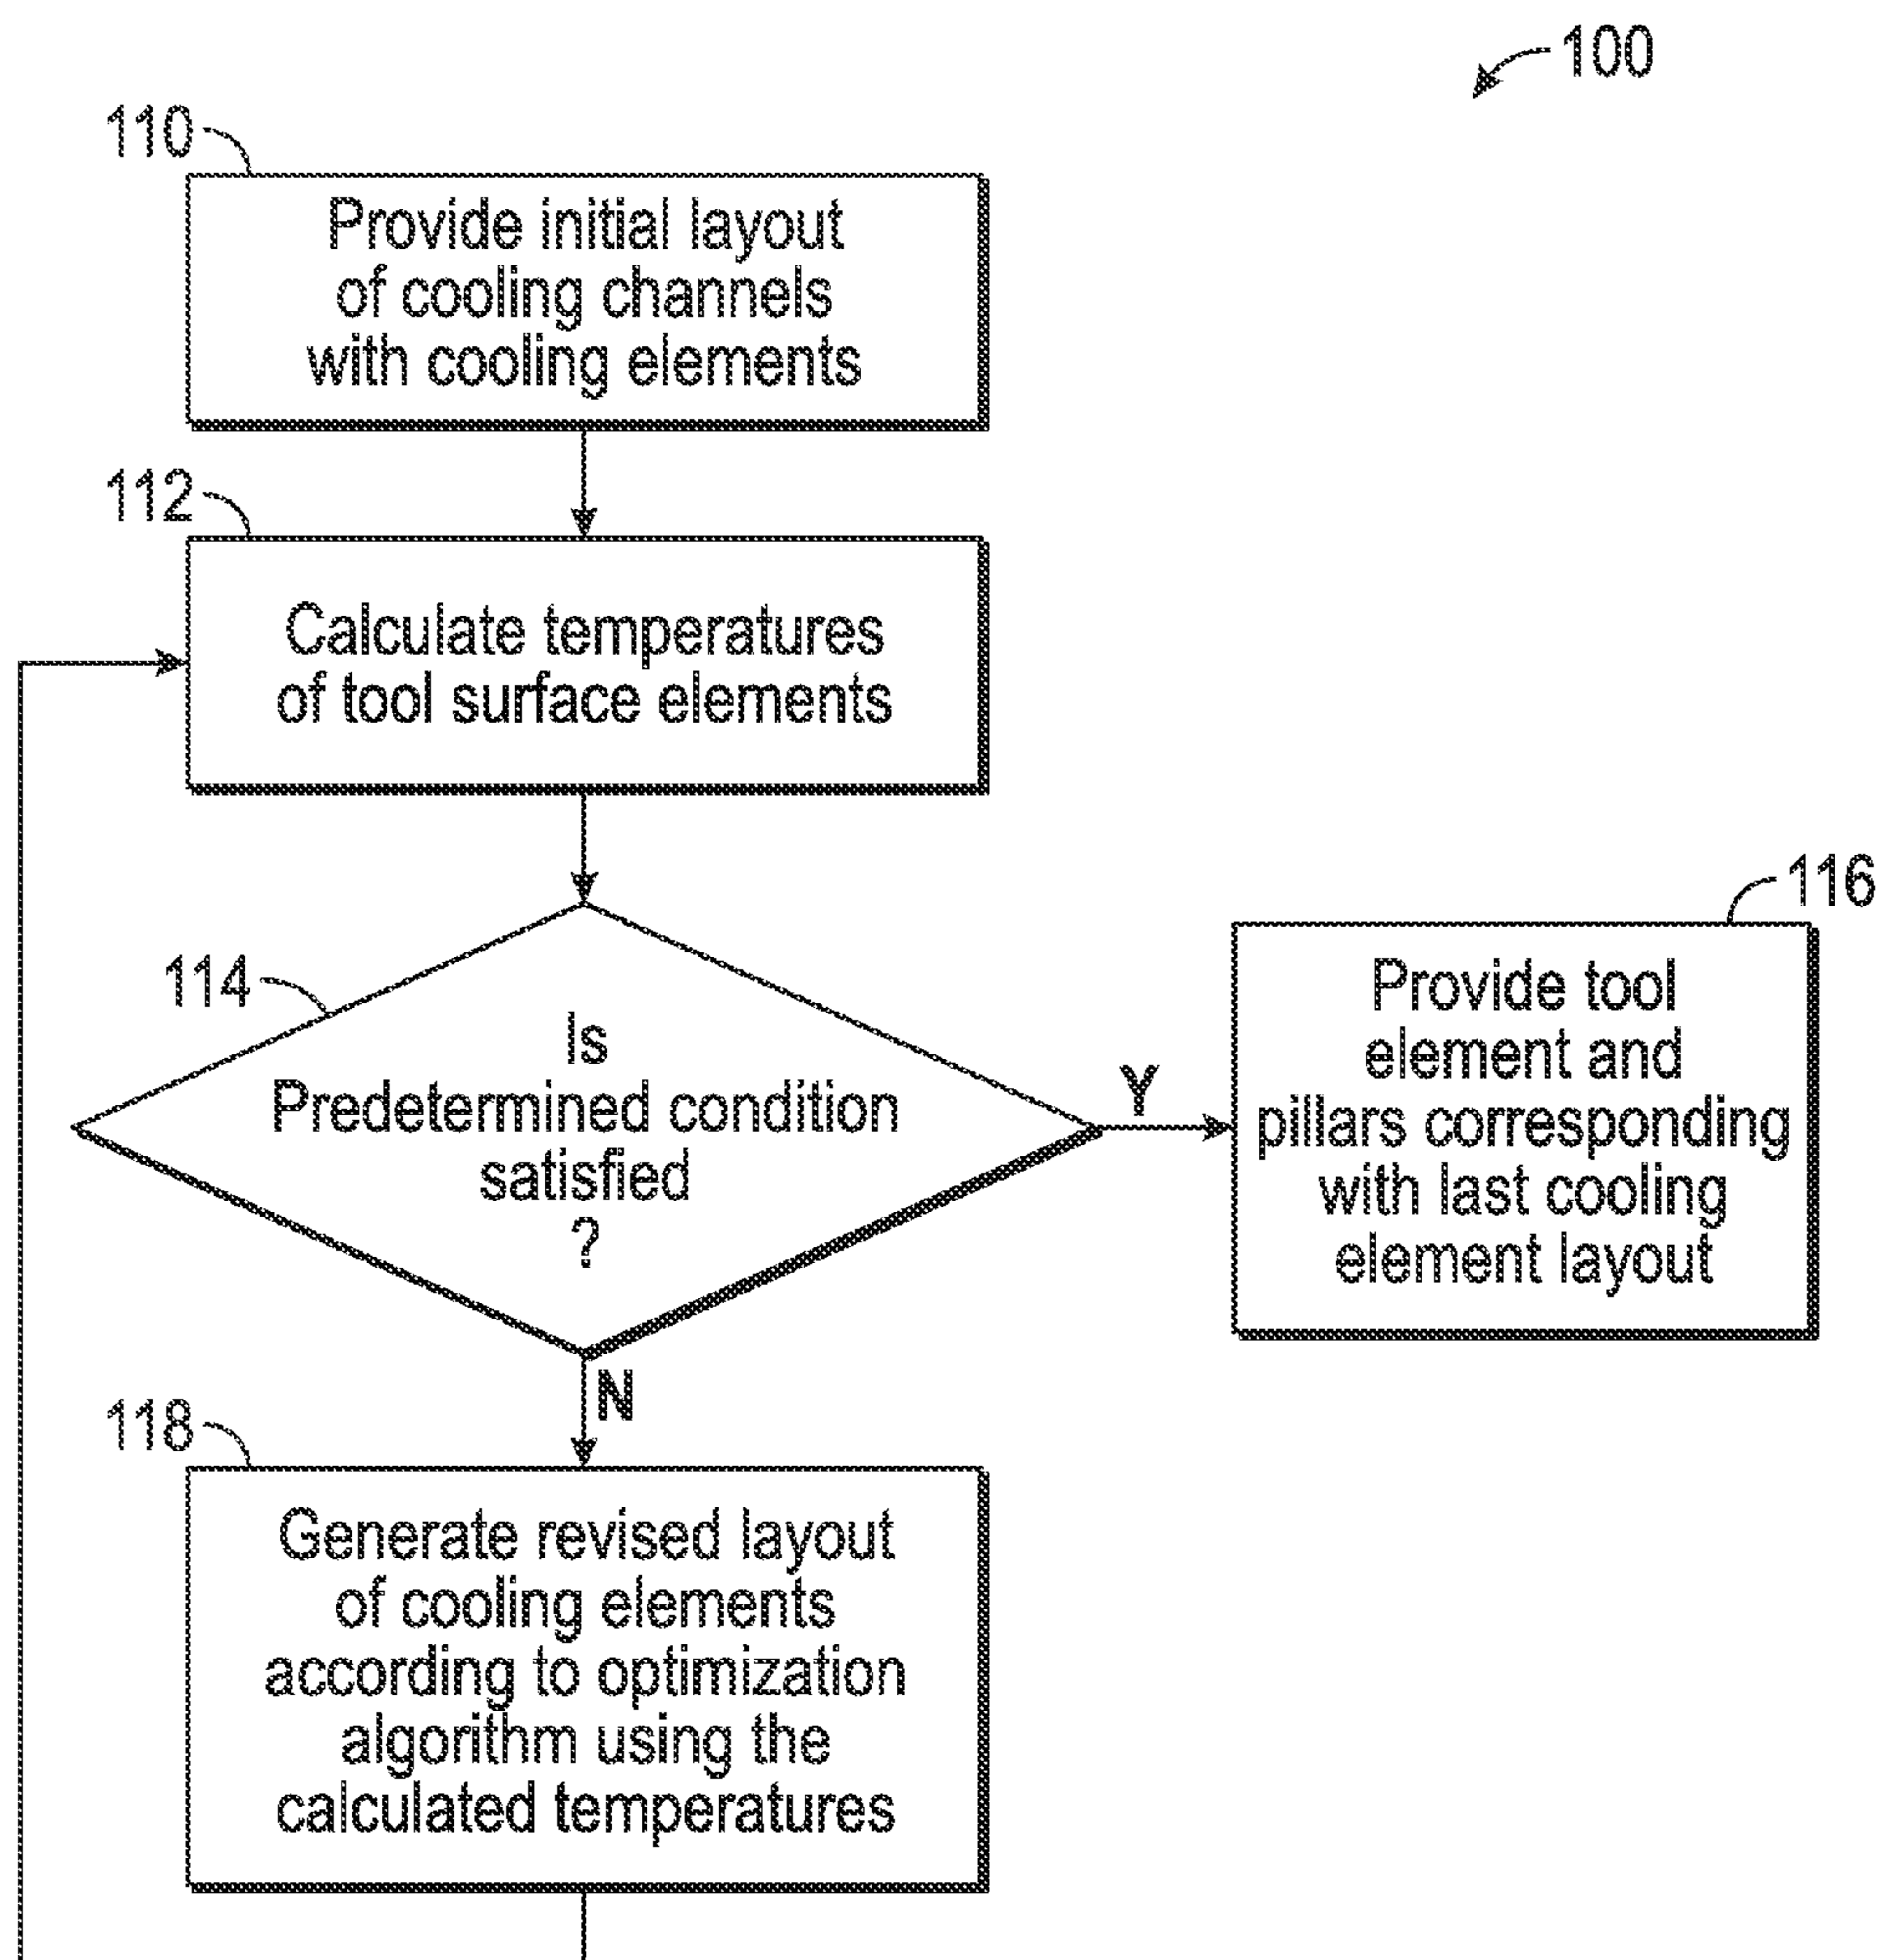 100
110
Provide initial layout
of cooling channels
with cooling elements
112
Calculate temperatures
of tool surface elements
114
Is
Predetermined condition
satisfied
?
Y
116
Provide tool
element and
pillars corresponding
with last cooling
element layout
N
118
Generate revised layout
of cooling elements
according to optimization
algorithm using the
calculated temperatures